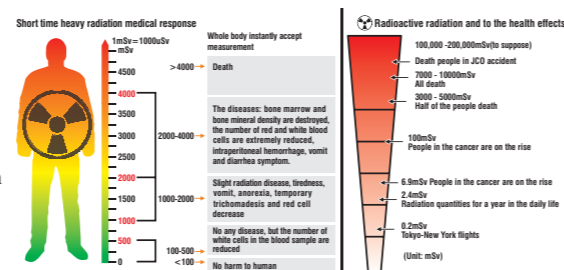 Short time heavy radiation medical response
1mSv=1000uSv
mSv
4500
4000
3500
3000
2500
2000
1500
1000
500
0
Whole body instantly accept
measurement
>4000
Death
2000-4000
The diseases: bone marrow and
bone mineral density are destroyed,
the number of red and white blood
cells are extremely reduced,
intraperitoneal hemorrhage, vomit
and diarrhea symptom.
1000-2000
Slight radiation disease, tiredness,
vomit, anorexia, temporary
trichomadesis and red cell
decrease
100-500
No any disease, but the number of
white cells in the blood sample are
reduced
<100
No harm to human
Radioactive radiation and to the health effects
100,000 -200,000mSv(to suppose)
Death people in JCO accident
7000 - 10000mSv
All death
3000 - 5000mSv
Half of the people death
100mSv
People in the cancer are on the rise
6.9mSv People in the cancer are on the rise
2.4mSv
Radiation quantities for a year in the daily life
0.2mSv
Tokyo-New York flights
(Unit: mSv)